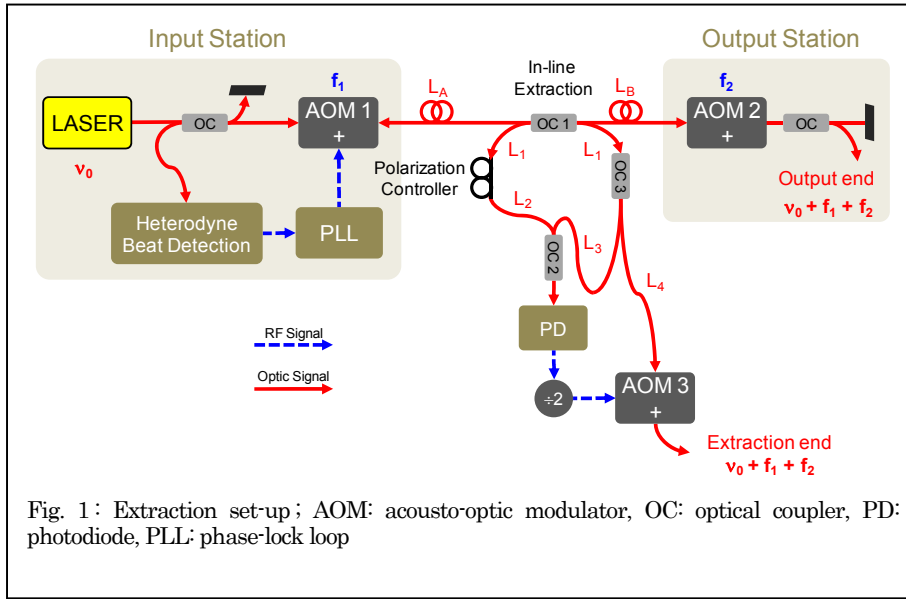 Input Station
Output Station
In-line
Extraction
f1
f2
LA
LB
LASER
OC
AOM 1
+
OC 1
AOM 2
+
OC
ν0
L1
L1
Polarization
Controller
OC 3
Output end
ν0 + f1 + f2
L2
Heterodyne
Beat Detection
PLL
OC 2
L3
L4
RF Signal
PD
Optic Signal
÷2
AOM 3
+
Extraction end
ν0 + f1 + f2
Fig. 1 : Extraction set-up ; AOM: acousto-optic modulator, OC: optical coupler, PD:
photodiode, PLL: phase-lock loop